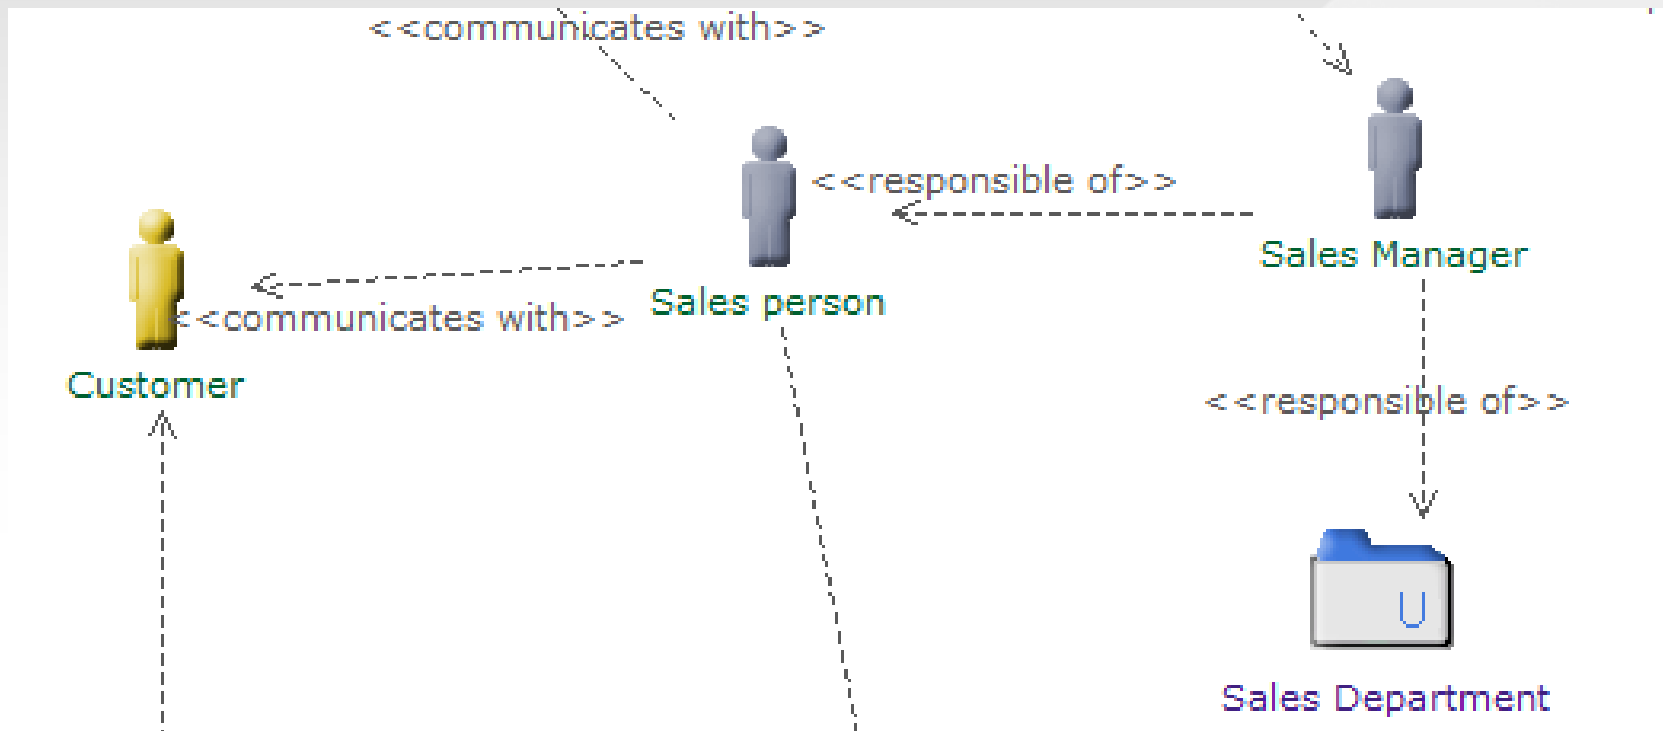 <<communicates with>>
<<responsible of>>
Sales Manager
Sales person
<<communicates with>>
Customer
<<responsible of>>
U
Sales Department